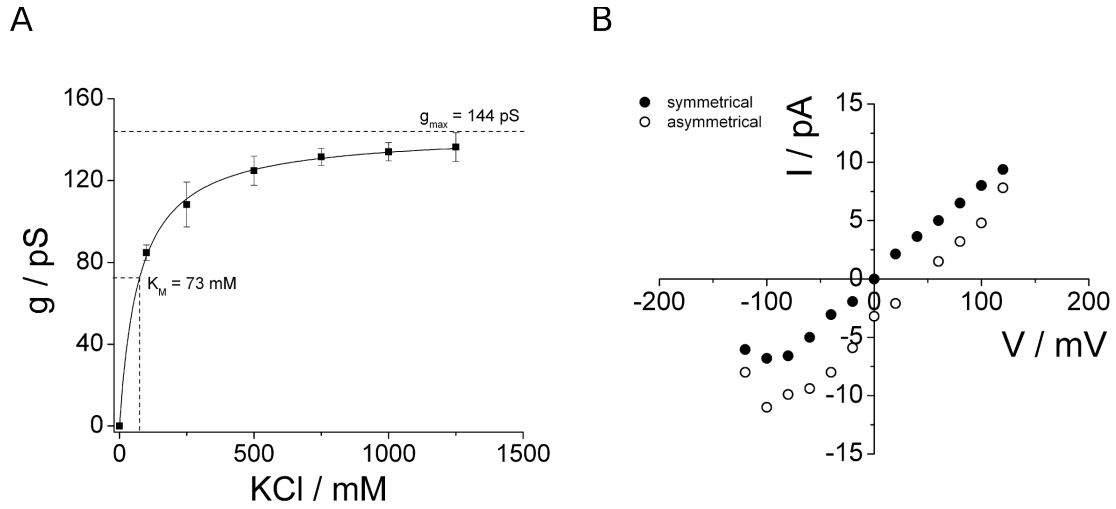 A
160
120
80
40
0
g / pS
g_max = 144 pS
K_M = 73 mM
0 500 1000 1500
KCl / mM
B
symmetrical
asymmetrical
I / pA
15
10
5
0
-5
-10
-15
-200 -100 0 100 200
V / mV